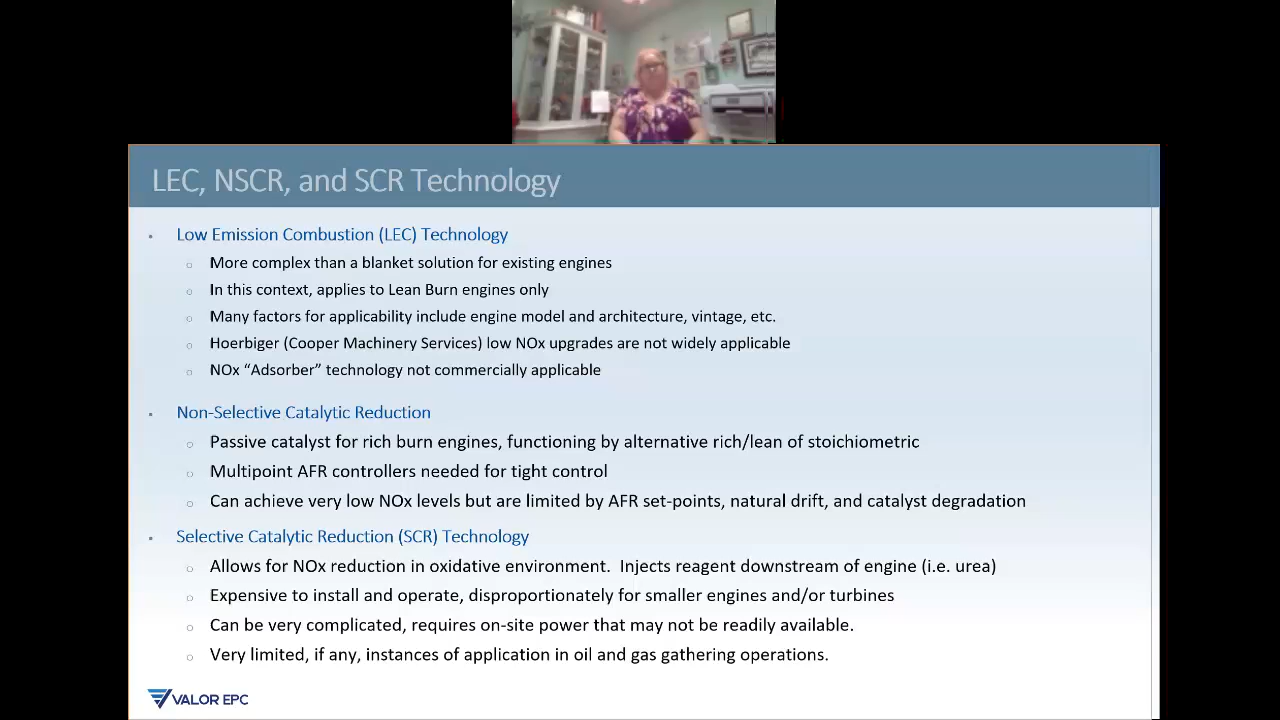 LEC, NSCR, and SCR Technology
Low Emission Combustion (LEC) Technology
More complex than a blanket solution for existing engines
In this context, applies to Lean Burn engines only
Many factors for applicability include engine model and architecture, vintage, etc.
Hoerbiger (Cooper Machinery Services) low NOx upgrades are not widely applicable
NOx “Adsorber” technology not commercially applicable
Non-Selective Catalytic Reduction
Passive catalyst for rich burn engines, functioning by alternative rich/lean of stoichiometric
Multipoint AFR controllers needed for tight control
Can achieve very low NOx levels but are limited by AFR set-points, natural drift, and catalyst degradation
Selective Catalytic Reduction (SCR) Technology
Allows for NOx reduction in oxidative environment.  Injects reagent downstream of engine (i.e. urea)
Expensive to install and operate, disproportionately for smaller engines and/or turbines
Can be very complicated, requires on-site power that may not be readily available.
Very limited, if any, instances of application in oil and gas gathering operations.
VALOR EPC